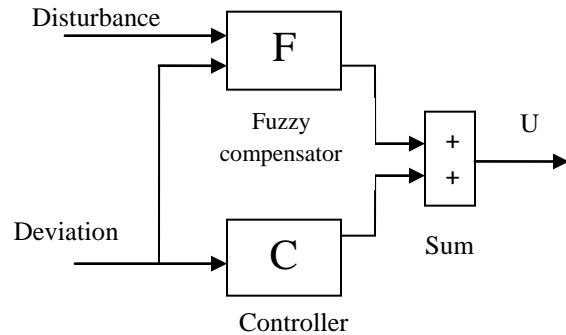 Disturbance
F
Fuzzy
compensator
+
+
U
Deviation
C
Sum
Controller